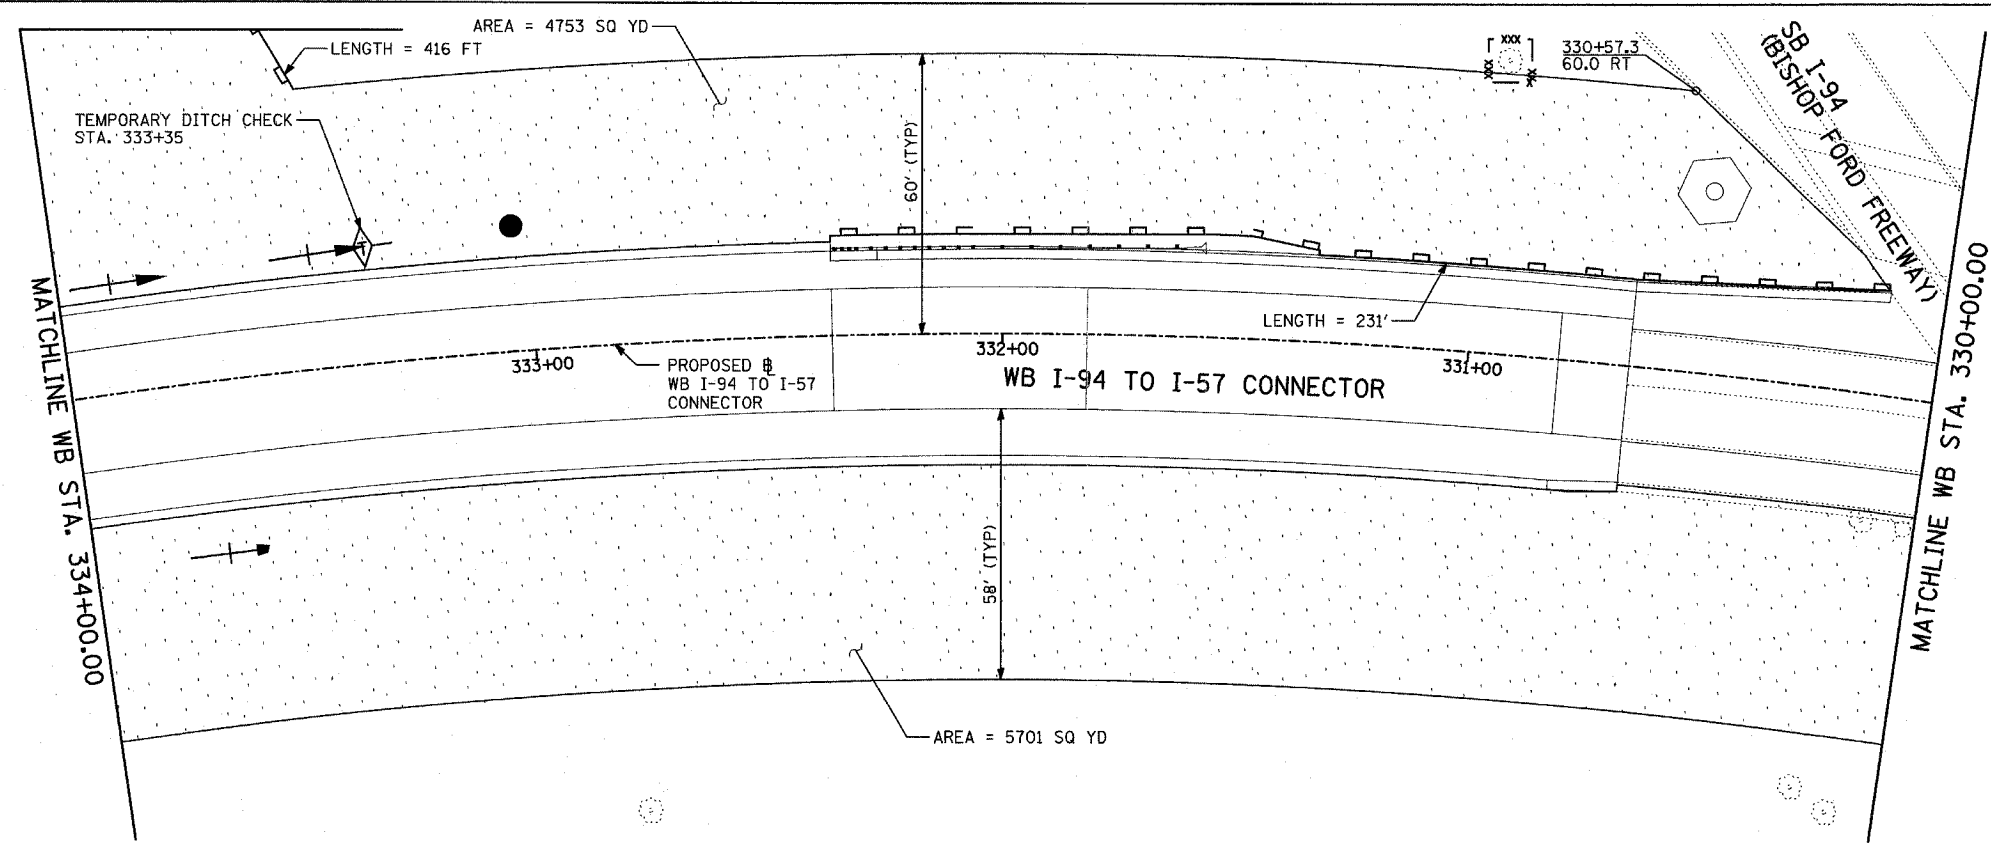 AREA = 4753 SQ YD
LENGTH = 416 FT
XXX
XXX
XX
330+57.3
60.0 RT
SB I-94
(BISHOP FORD FREEWAY)
TEMPORARY DITCH CHECK
STA. 333+35
60' (TYP)
MATCHLINE WB STA. 334+00.00
LENGTH = 231'
333+00
332+00
331+00
PROPOSED ℄
WB I-94 TO I-57
CONNECTOR
WB I-94 TO I-57 CONNECTOR
MATCHLINE WB STA. 330+00.00
58' (TYP)
AREA = 5701 SQ YD